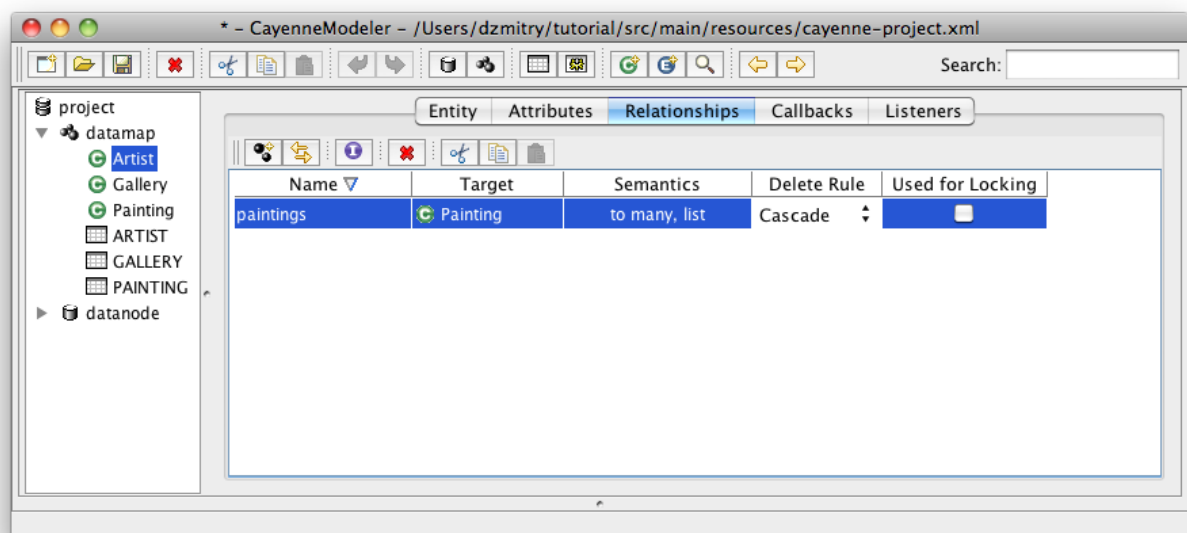 * – CayenneModeler – /Users/dzmitry/tutorial/src/main/resources/cayenne-project.xml
Search:
project
datamap
Artist
Gallery
Painting
ARTIST
GALLERY
PAINTING
datanode
Entity Attributes Relationships Callbacks Listeners
Name Target Semantics Delete Rule Used for Locking
paintings Painting to many, list Cascade